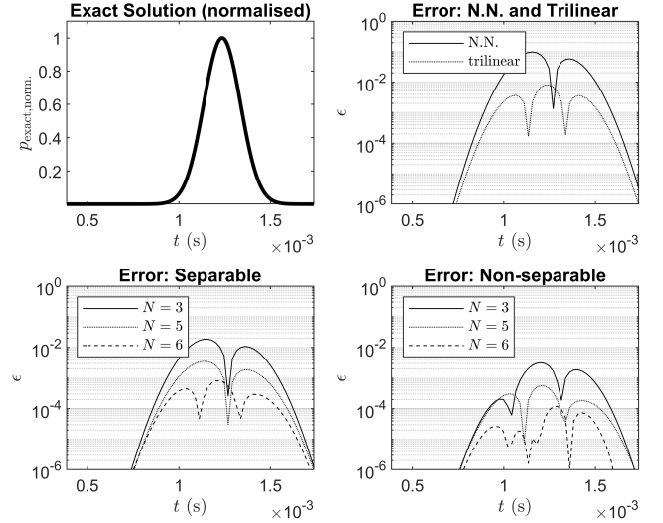 Exact Solution (normalised)
1
0.8
0.6
0.4
0.2
p_exact,norm.
0.5
1
1.5
×10^-3
t (s)
Error: N.N. and Trilinear
N.N.
trilinear
10^0
10^-2
10^-4
10^-6
ϵ
0.5
1
1.5
×10^-3
t (s)
Error: Separable
N = 3
N = 5
N = 6
10^0
10^-2
10^-4
10^-6
ϵ
0.5
1
1.5
×10^-3
t (s)
Error: Non-separable
N = 3
N = 5
N = 6
10^0
10^-2
10^-4
10^-6
ϵ
0.5
1
1.5
×10^-3
t (s)